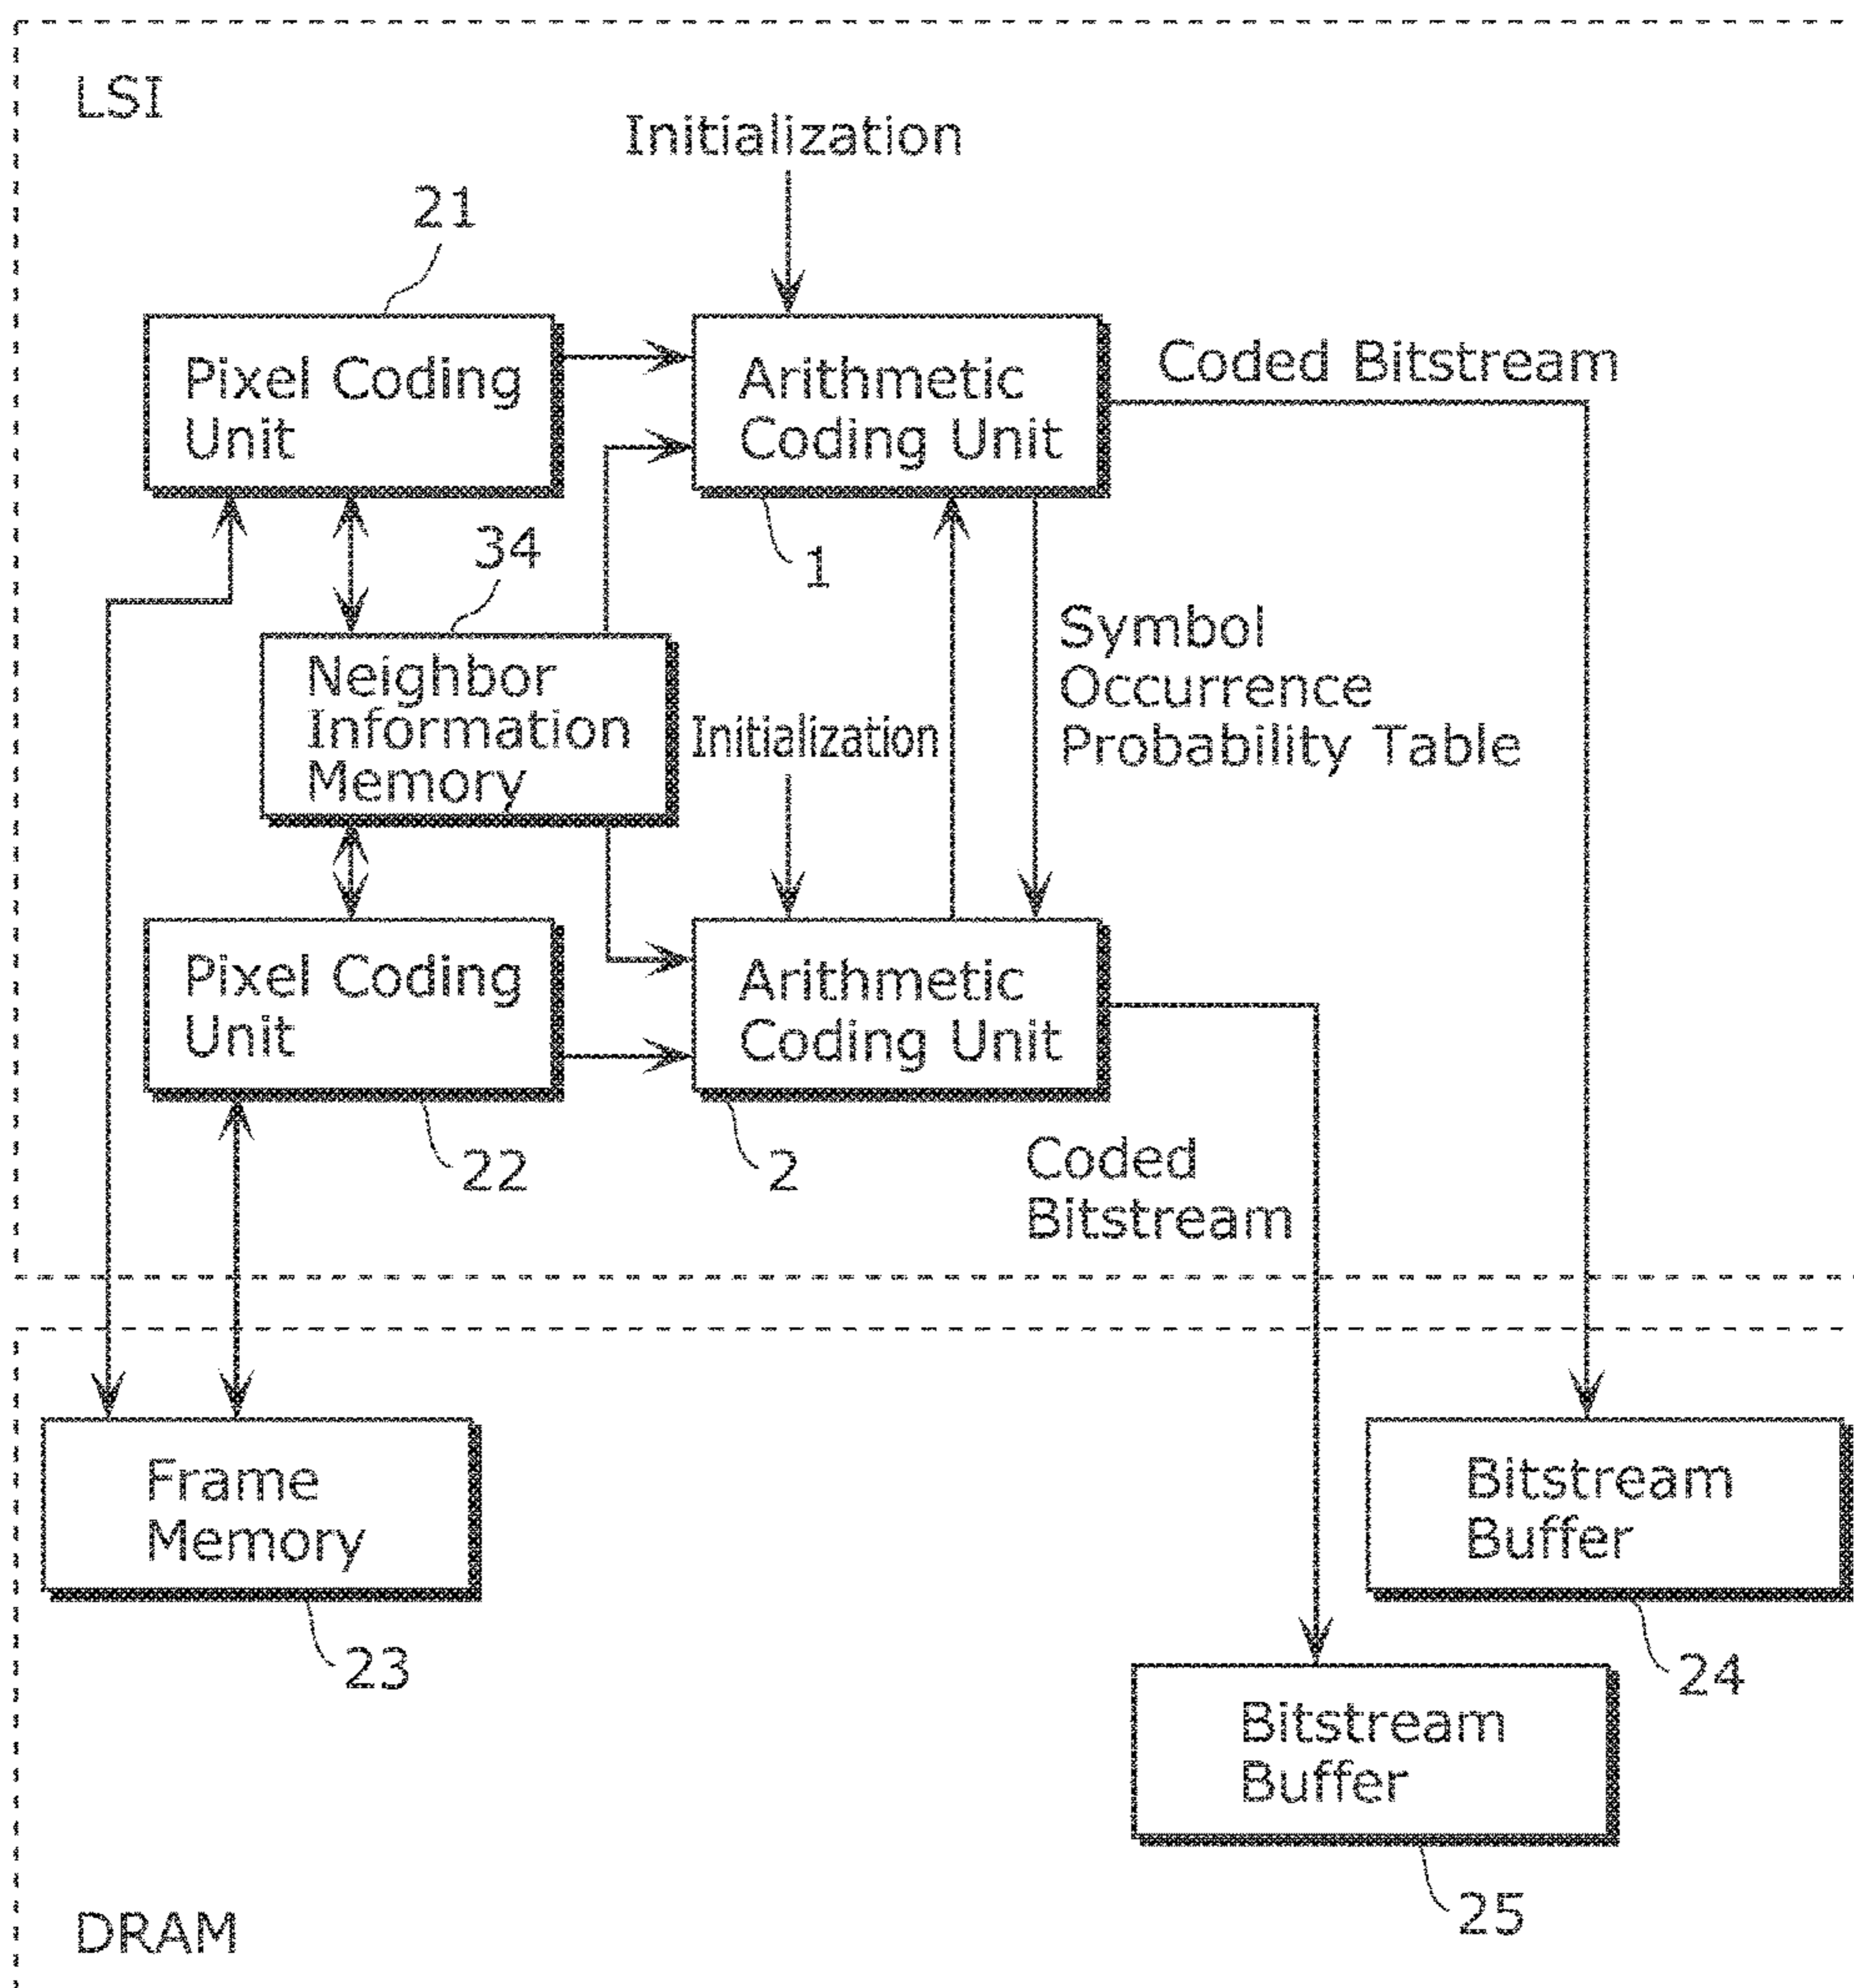 LSI
Initialization
21
Pixel Coding
Unit
Arithmetic
Coding Unit
Coded Bitstream
34
1
Neighbor
Information
Memory
Initialization
Symbol
Occurrence
Probability Table
Pixel Coding
Unit
Arithmetic
Coding Unit
22
2
Coded
Bitstream
Frame
Memory
Bitstream
Buffer
23
24
Bitstream
Buffer
25
DRAM